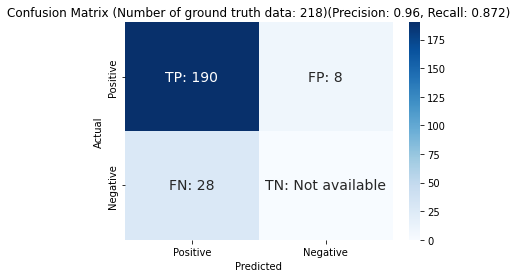 Confusion Matrix (Number of ground truth data: 218)(Precision: 0.96, Recall: 0.872)
TP: 190
FP: 8
FN: 28
TN: Not available
Positive
Negative
Actual
Positive
Negative
Predicted
175
150
125
100
75
50
25
0